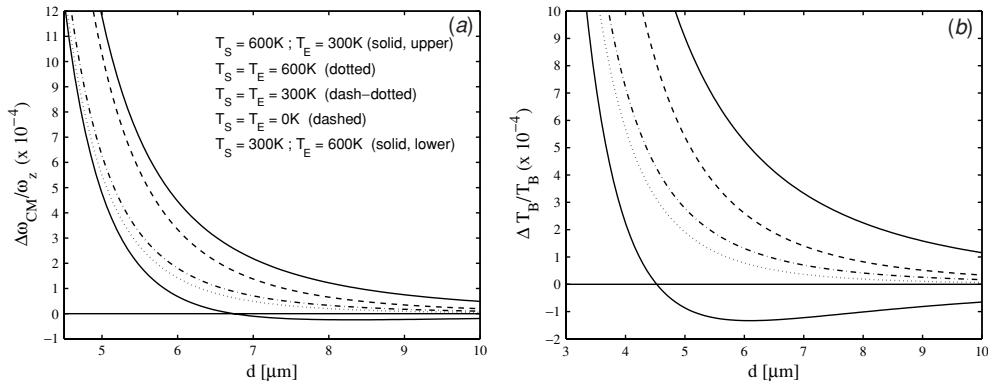 (a)
12
11
10
9
8
7
6
5
4
3
2
1
0
−1
Δω_CM/ω_z (x 10⁻⁴)
T_S = 600K ; T_E = 300K (solid, upper)
T_S = T_E = 600K (dotted)
T_S = T_E = 300K (dash−dotted)
T_S = T_E = 0K (dashed)
T_S = 300K ; T_E = 600K (solid, lower)
5 6 7 8 9 10
d [μm]
(b)
10
9
8
7
6
5
4
3
2
1
0
−1
−2
Δ T_B/T_B (x 10⁻⁴)
3 4 5 6 7 8 9 10
d [μm]